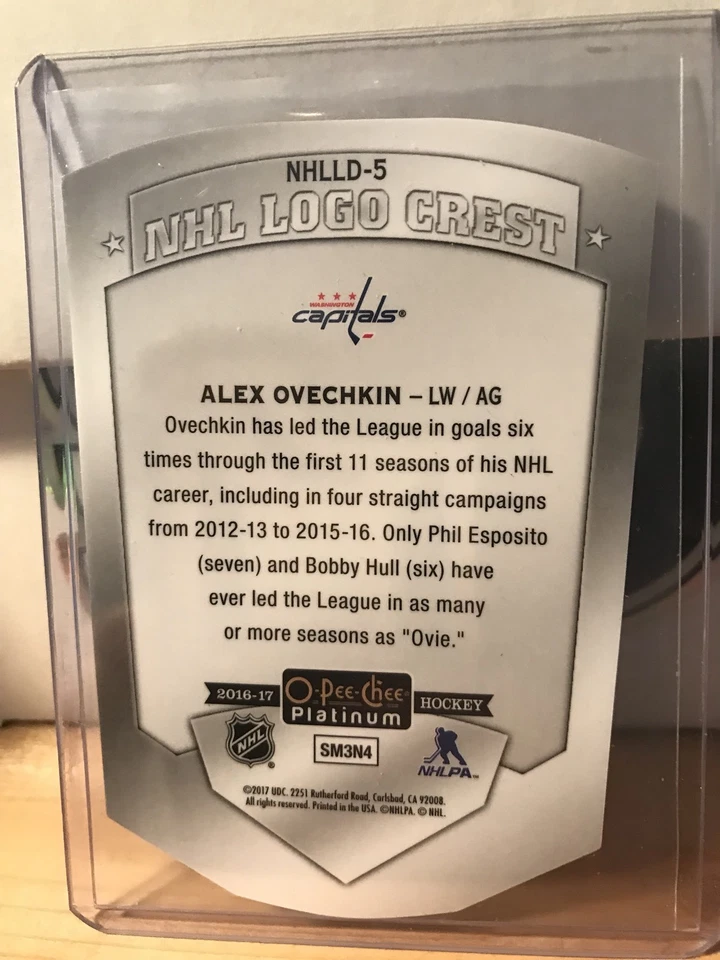 NHLLD-5
NHL LOGO CREST
WASHINGTON
capitals®
ALEX OVECHKIN – LW / AG
Ovechkin has led the League in goals six
times through the first 11 seasons of his NHL
career, including in four straight campaigns
from 2012-13 to 2015-16. Only Phil Esposito
(seven) and Bobby Hull (six) have
ever led the League in as many
or more seasons as "Ovie."
2016-17 O-Pee-Chee Platinum HOCKEY
NHL ®
SM3N4
NHLPA™
©2017 UDC. 2251 Rutherford Road, Carlsbad, CA 92008.
All rights reserved. Printed in the USA. ©NHLPA. © NHL.